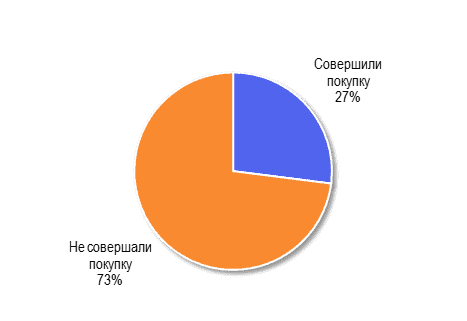 Совершили
покупку
27%
Не совершали
покупку
73%